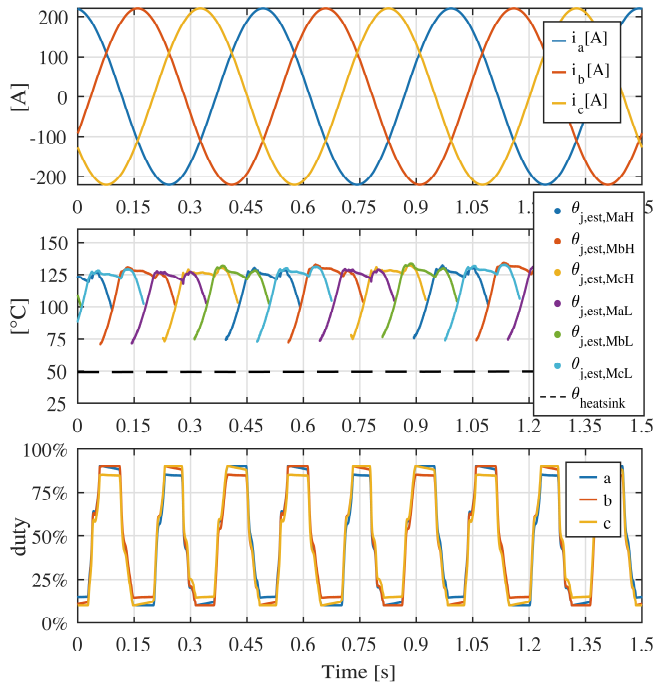 200
100
0
-100
-200
[A]
i_a[A]
i_b[A]
i_c[A]
0 0.15 0.3 0.45 0.6 0.75 0.9 1.05 1.2 1.35 1.5
150
125
100
75
50
25
[°C]
θ_j,est,MaH
θ_j,est,MbH
θ_j,est,McH
θ_j,est,MaL
θ_j,est,MbL
θ_j,est,McL
θ_heatsink
0 0.15 0.3 0.45 0.6 0.75 0.9 1.05 1.2 1.35 1.5
100%
75%
50%
25%
0%
duty
a
b
c
0 0.15 0.3 0.45 0.6 0.75 0.9 1.05 1.2 1.35 1.5
Time [s]